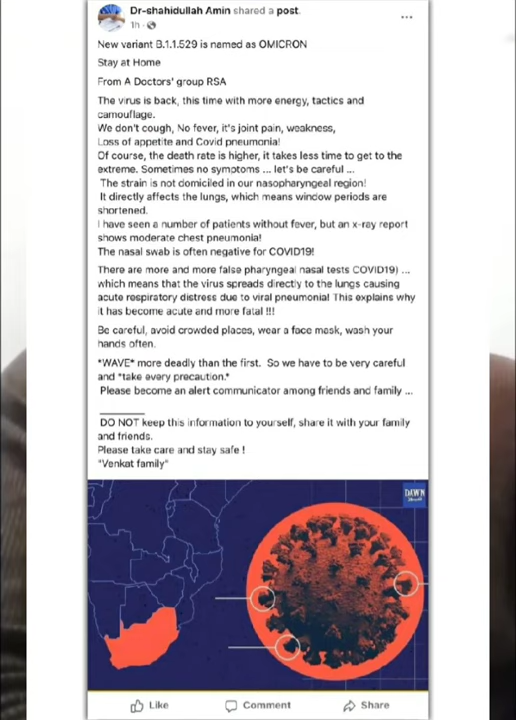 Dr-shahidullah Amin shared a post.
1h ·
New variant B.1.1.529 is named as OMICRON
Stay at Home
From A Doctors' group RSA
The virus is back, this time with more energy, tactics and
camouflage.
We don't cough, No fever, it's joint pain, weakness,
Loss of appetite and Covid pneumonia!
Of course, the death rate is higher, it takes less time to get to the
extreme. Sometimes no symptoms ... let's be careful ...
The strain is not domiciled in our nasopharyngeal region!
It directly affects the lungs, which means window periods are
shortened.
I have seen a number of patients without fever, but an x-ray report
shows moderate chest pneumonia!
The nasal swab is often negative for COVID19!
There are more and more false pharyngeal nasal tests COVID19) ...
which means that the virus spreads directly to the lungs causing
acute respiratory distress due to viral pneumonia! This explains why
it has become acute and more fatal !!!
Be careful, avoid crowded places, wear a face mask, wash your
hands often.
*WAVE* more deadly than the first.  So we have to be very careful
and *take every precaution.*
Please become an alert communicator among friends and family ...
DO NOT keep this information to yourself, share it with your family
and friends.
Please take care and stay safe !
"Venkat family"
DAWN
Like
Comment
Share